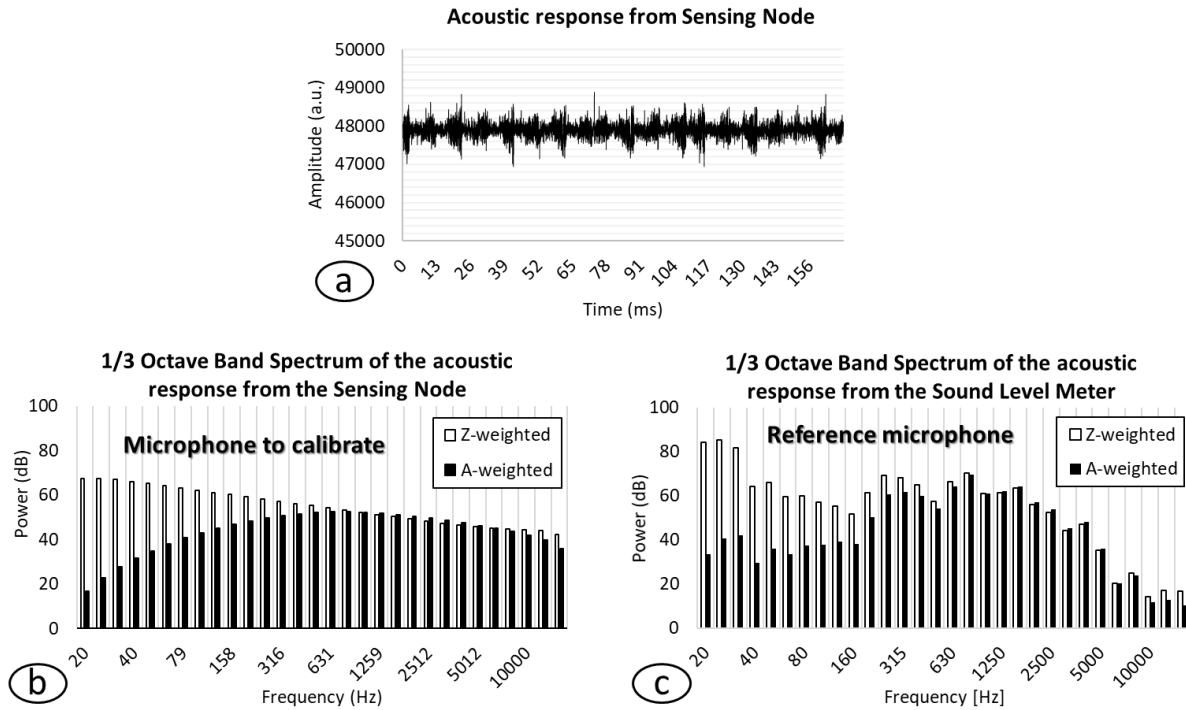 Acoustic response from Sensing Node
50000
49000
48000
47000
46000
45000
Amplitude (a.u.)
0 13 26 39 52 65 78 91 104 117 130 143 156
Time (ms)
a
1/3 Octave Band Spectrum of the acoustic
response from the Sensing Node
100
80
60
40
20
0
Power (dB)
Microphone to calibrate
Z-weighted
A-weighted
20 40 79 158 316 631 1259 2512 5012 10000
Frequency (Hz)
b
1/3 Octave Band Spectrum of the acoustic
response from the Sound Level Meter
100
80
60
40
20
0
Power (dB)
Reference microphone
Z-weighted
A-weighted
20 40 80 160 315 630 1250 2500 5000 10000
Frequency [Hz]
c